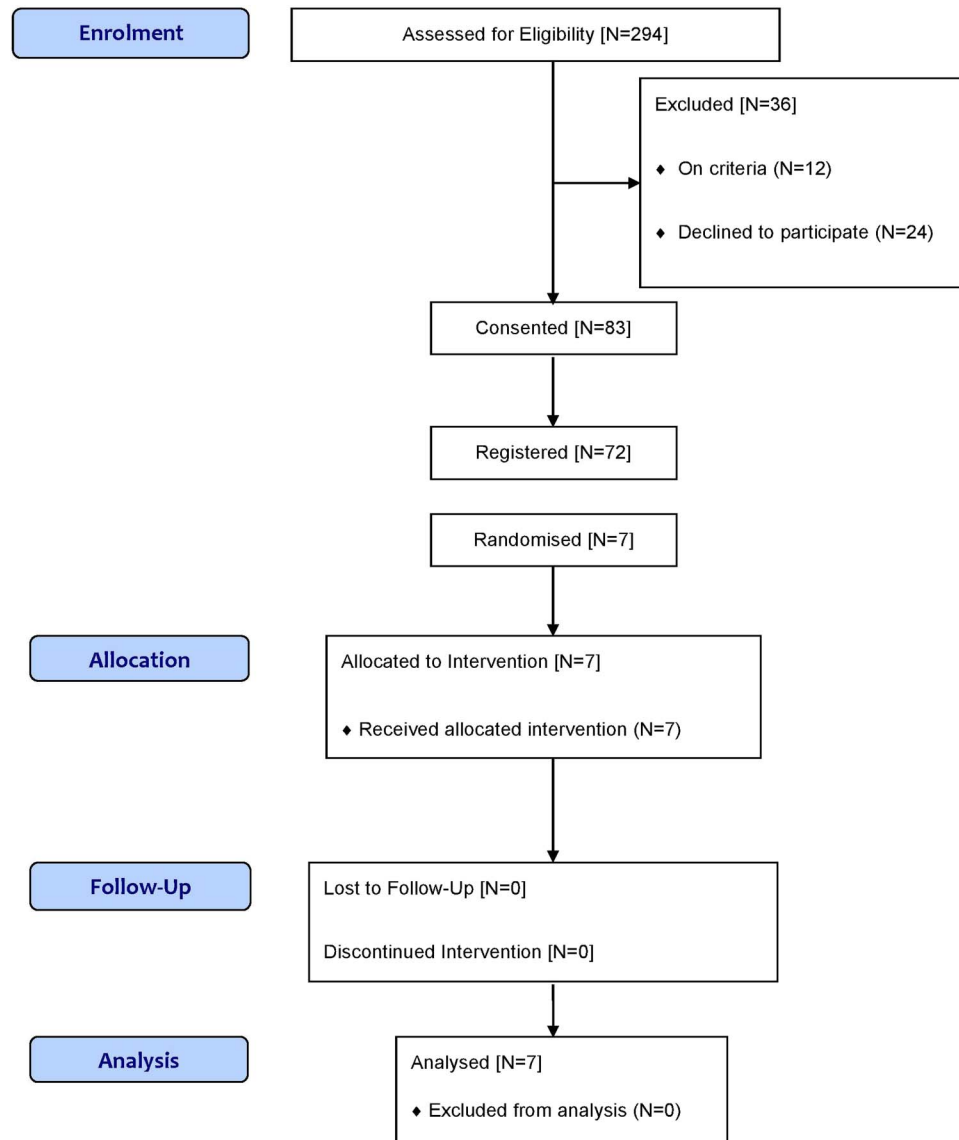 Enrolment
Assessed for Eligibility [N=294]
Excluded [N=36]
♦ On criteria (N=12)
♦ Declined to participate (N=24)
Consented [N=83]
Registered [N=72]
Randomised [N=7]
Allocation
Allocated to Intervention [N=7]
♦ Received allocated intervention (N=7)
Follow-Up
Lost to Follow-Up [N=0]
Discontinued Intervention [N=0]
Analysis
Analysed [N=7]
♦ Excluded from analysis (N=0)